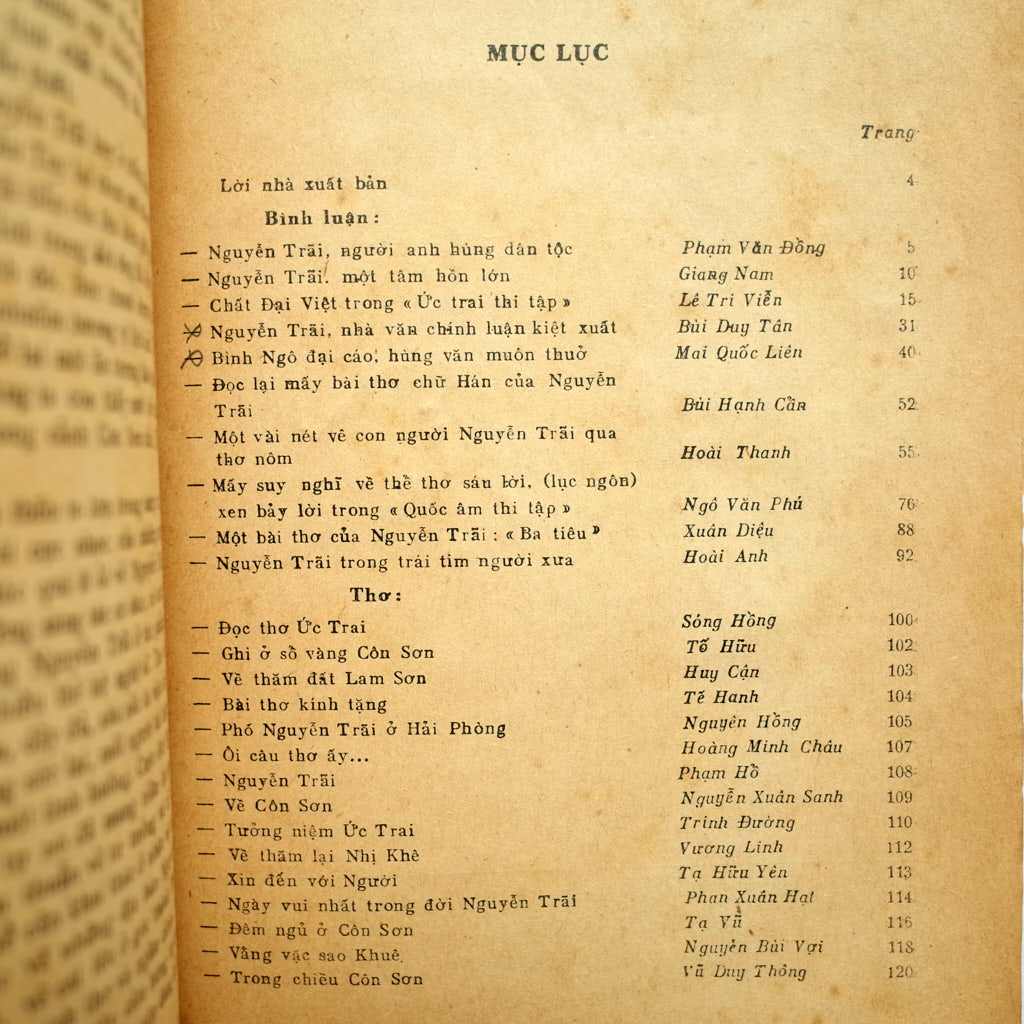 MỤC LỤC
Trang
Lời nhà xuất bản 4
Bình luận:
— Nguyễn Trãi, người anh hùng dân tộc Phạm Văn Đồng 5
— Nguyễn Trãi. một tâm hồn lớn Giang Nam 10
— Chất Đại Việt trong « Ức trai thi tập » Lê Trí Viễn 15
— Nguyễn Trãi, nhà văn chính luận kiệt xuất Bùi Duy Tân 31
— Bình Ngô đại cáo, hùng văn muôn thuở Mai Quốc Liên 40
— Đọc lại mấy bài thơ chữ Hán của Nguyễn
Trãi Bùi Hạnh Cẩn 52
— Một vài nét về con người Nguyễn Trãi qua
thơ nôm Hoài Thanh 55
— Mấy suy nghĩ về thể thơ sáu lời, (lục ngôn)
xen bảy lời trong « Quốc âm thi tập » Ngô Văn Phú 76
— Một bài thơ của Nguyễn Trãi : « Ba tiêu » Xuân Diệu 88
— Nguyễn Trãi trong trái tim người xưa Hoài Anh 92
Thơ:
— Đọc thơ Ức Trai Sóng Hồng 100
— Ghi ở sổ vàng Côn Sơn Tố Hữu 102
— Về thăm đất Lam Sơn Huy Cận 103
— Bài thơ kính tặng Tế Hanh 104
— Phố Nguyễn Trãi ở Hải Phòng Nguyên Hồng 105
— Ôi câu thơ ấy... Hoàng Minh Châu 107
— Nguyễn Trãi Phạm Hổ 108
— Về Côn Sơn Nguyễn Xuân Sanh 109
— Tưởng niệm Ức Trai Trinh Đường 110
— Về thăm lại Nhị Khê Vương Linh 112
— Xin đến với Người Tạ Hữu Yên 113
— Ngày vui nhất trong đời Nguyễn Trãi Phan Xuân Hạt 114
— Đêm ngủ ở Côn Sơn Tạ Vũ 116
— Vằng vặc sao Khuê Nguyễn Bùi Vợi 118
— Trong chiều Côn Sơn Vũ Duy Thông 120